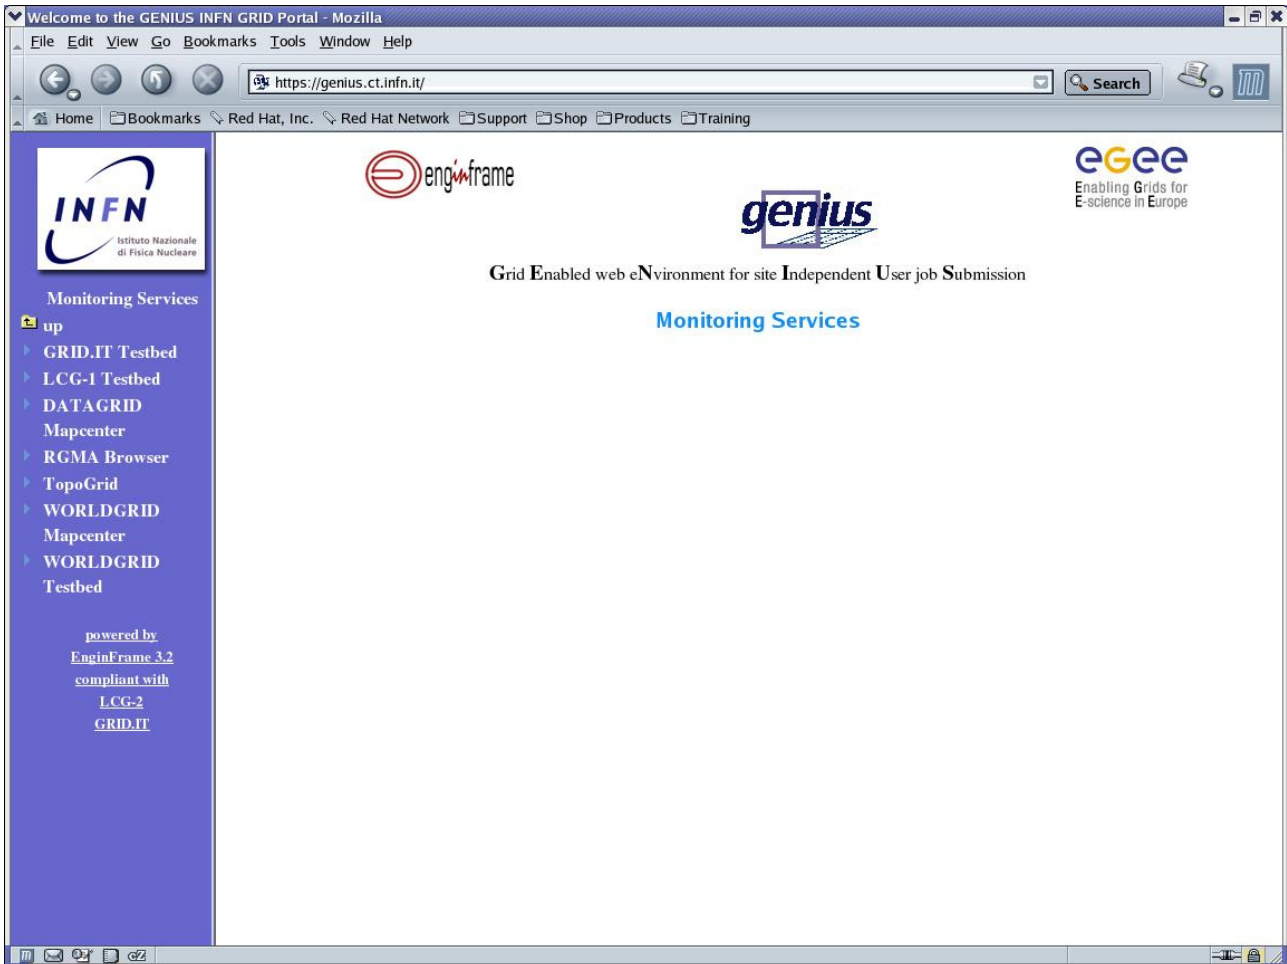 Welcome to the GENIUS INFN GRID Portal - Mozilla
File Edit View Go Bookmarks Tools Window Help
https://genius.ct.infn.it/
Search
Home Bookmarks Red Hat, Inc. Red Hat Network Support Shop Products Training
INFN
Istituto Nazionale
di Fisica Nucleare
Monitoring Services
up
GRID.IT Testbed
LCG-1 Testbed
DATAGRID
Mapcenter
RGMA Browser
TopoGrid
WORLDGRID
Mapcenter
WORLDGRID
Testbed
powered by
EnginFrame 3.2
compliant with
LCG-2
GRID.IT
enginframe
genius
egee
Enabling Grids for
E-science in Europe
Grid Enabled web eNvironment for site Independent User job Submission
Monitoring Services